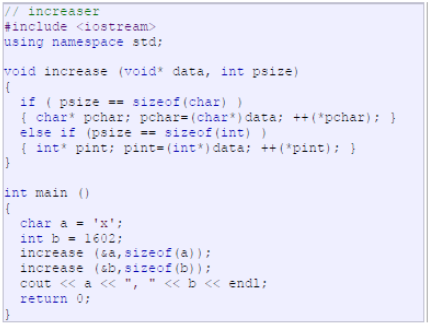 // increaser
#include <iostream>
using namespace std;
void increase (void* data, int psize)
{
if ( psize == sizeof(char) )
{ char* pchar; pchar=(char*)data; ++(*pchar); }
else if (psize == sizeof(int) )
{ int* pint; pint=(int*)data; ++(*pint); }
}
int main ()
{
char a = 'x';
int b = 1602;
increase (&a,sizeof(a));
increase (&b,sizeof(b));
cout << a << ", " << b << endl;
return 0;
}